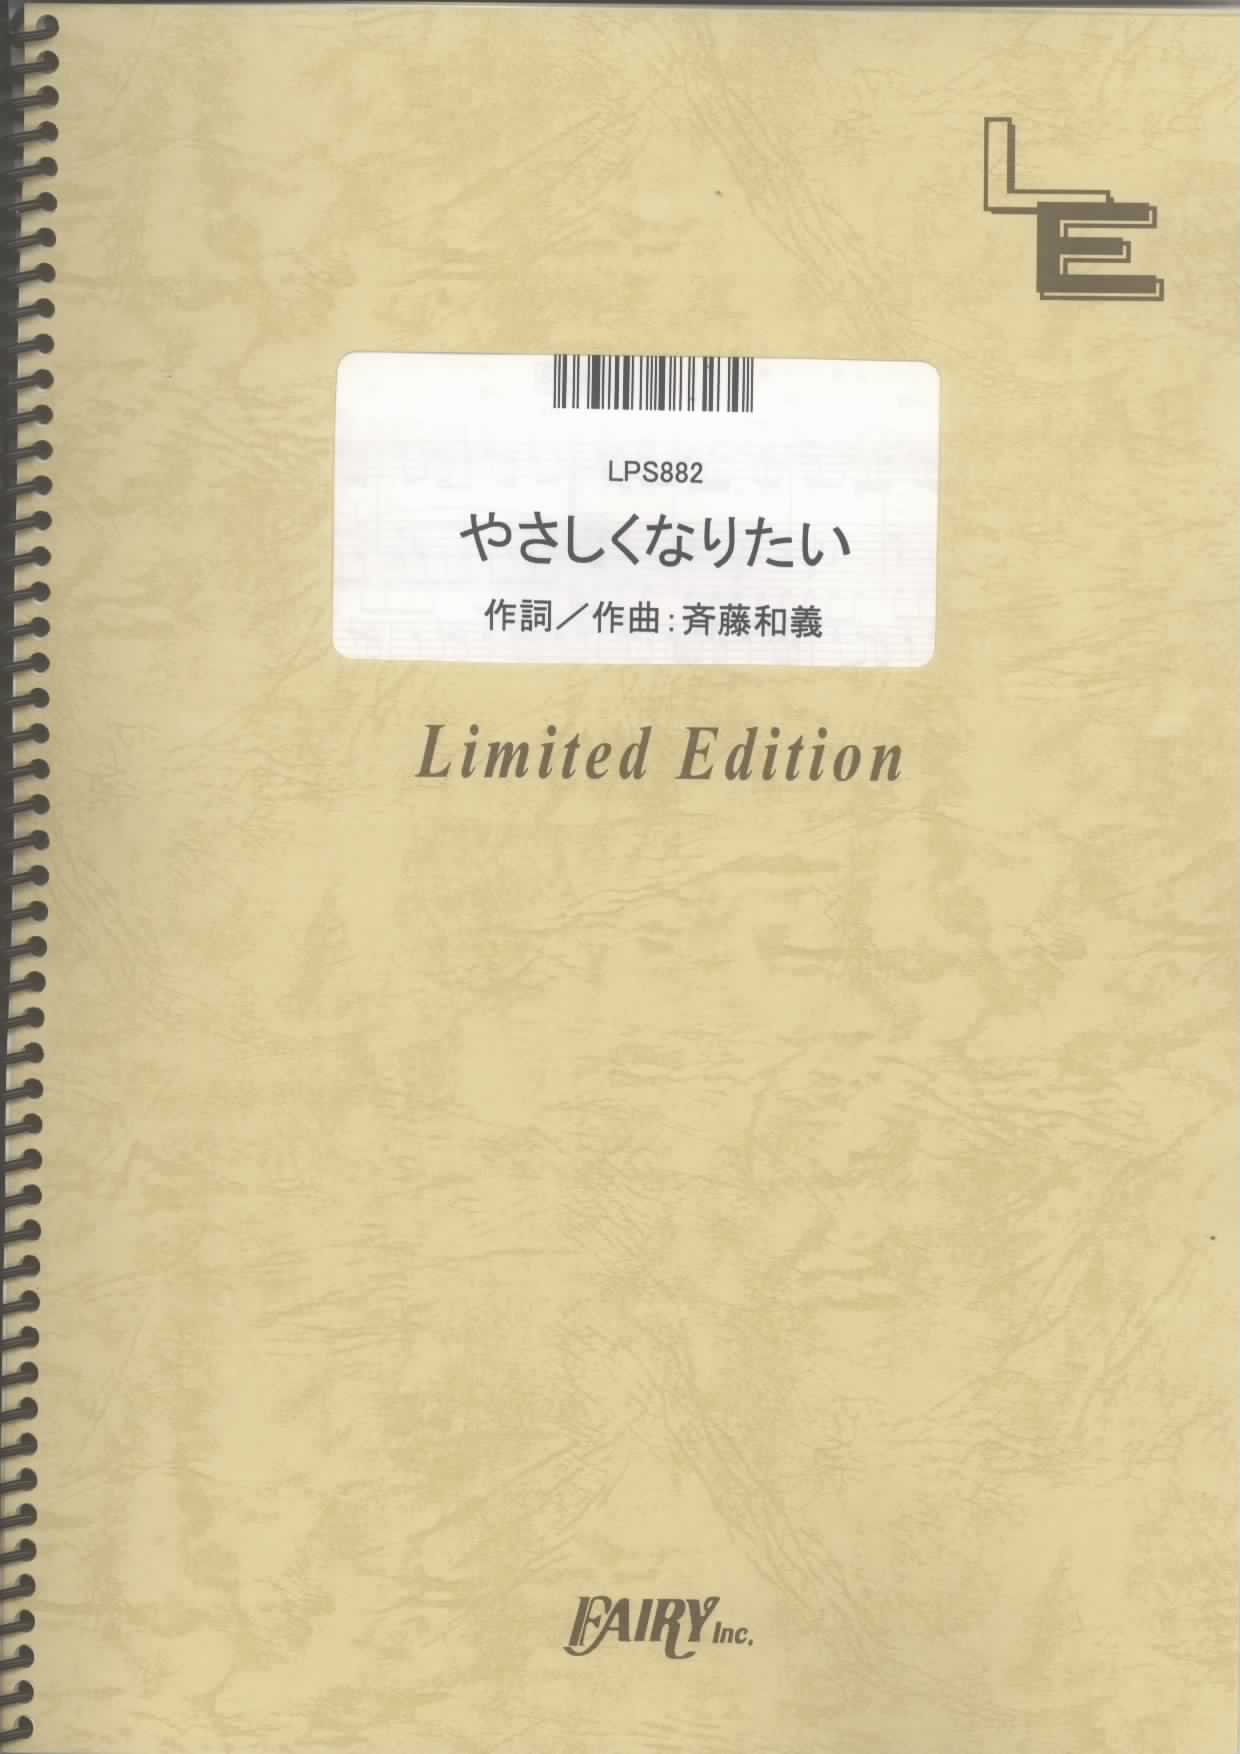 LE
LPS882
やさしくなりたい
作詞／作曲：斉藤和義
Limited Edition
FAIRY Inc.